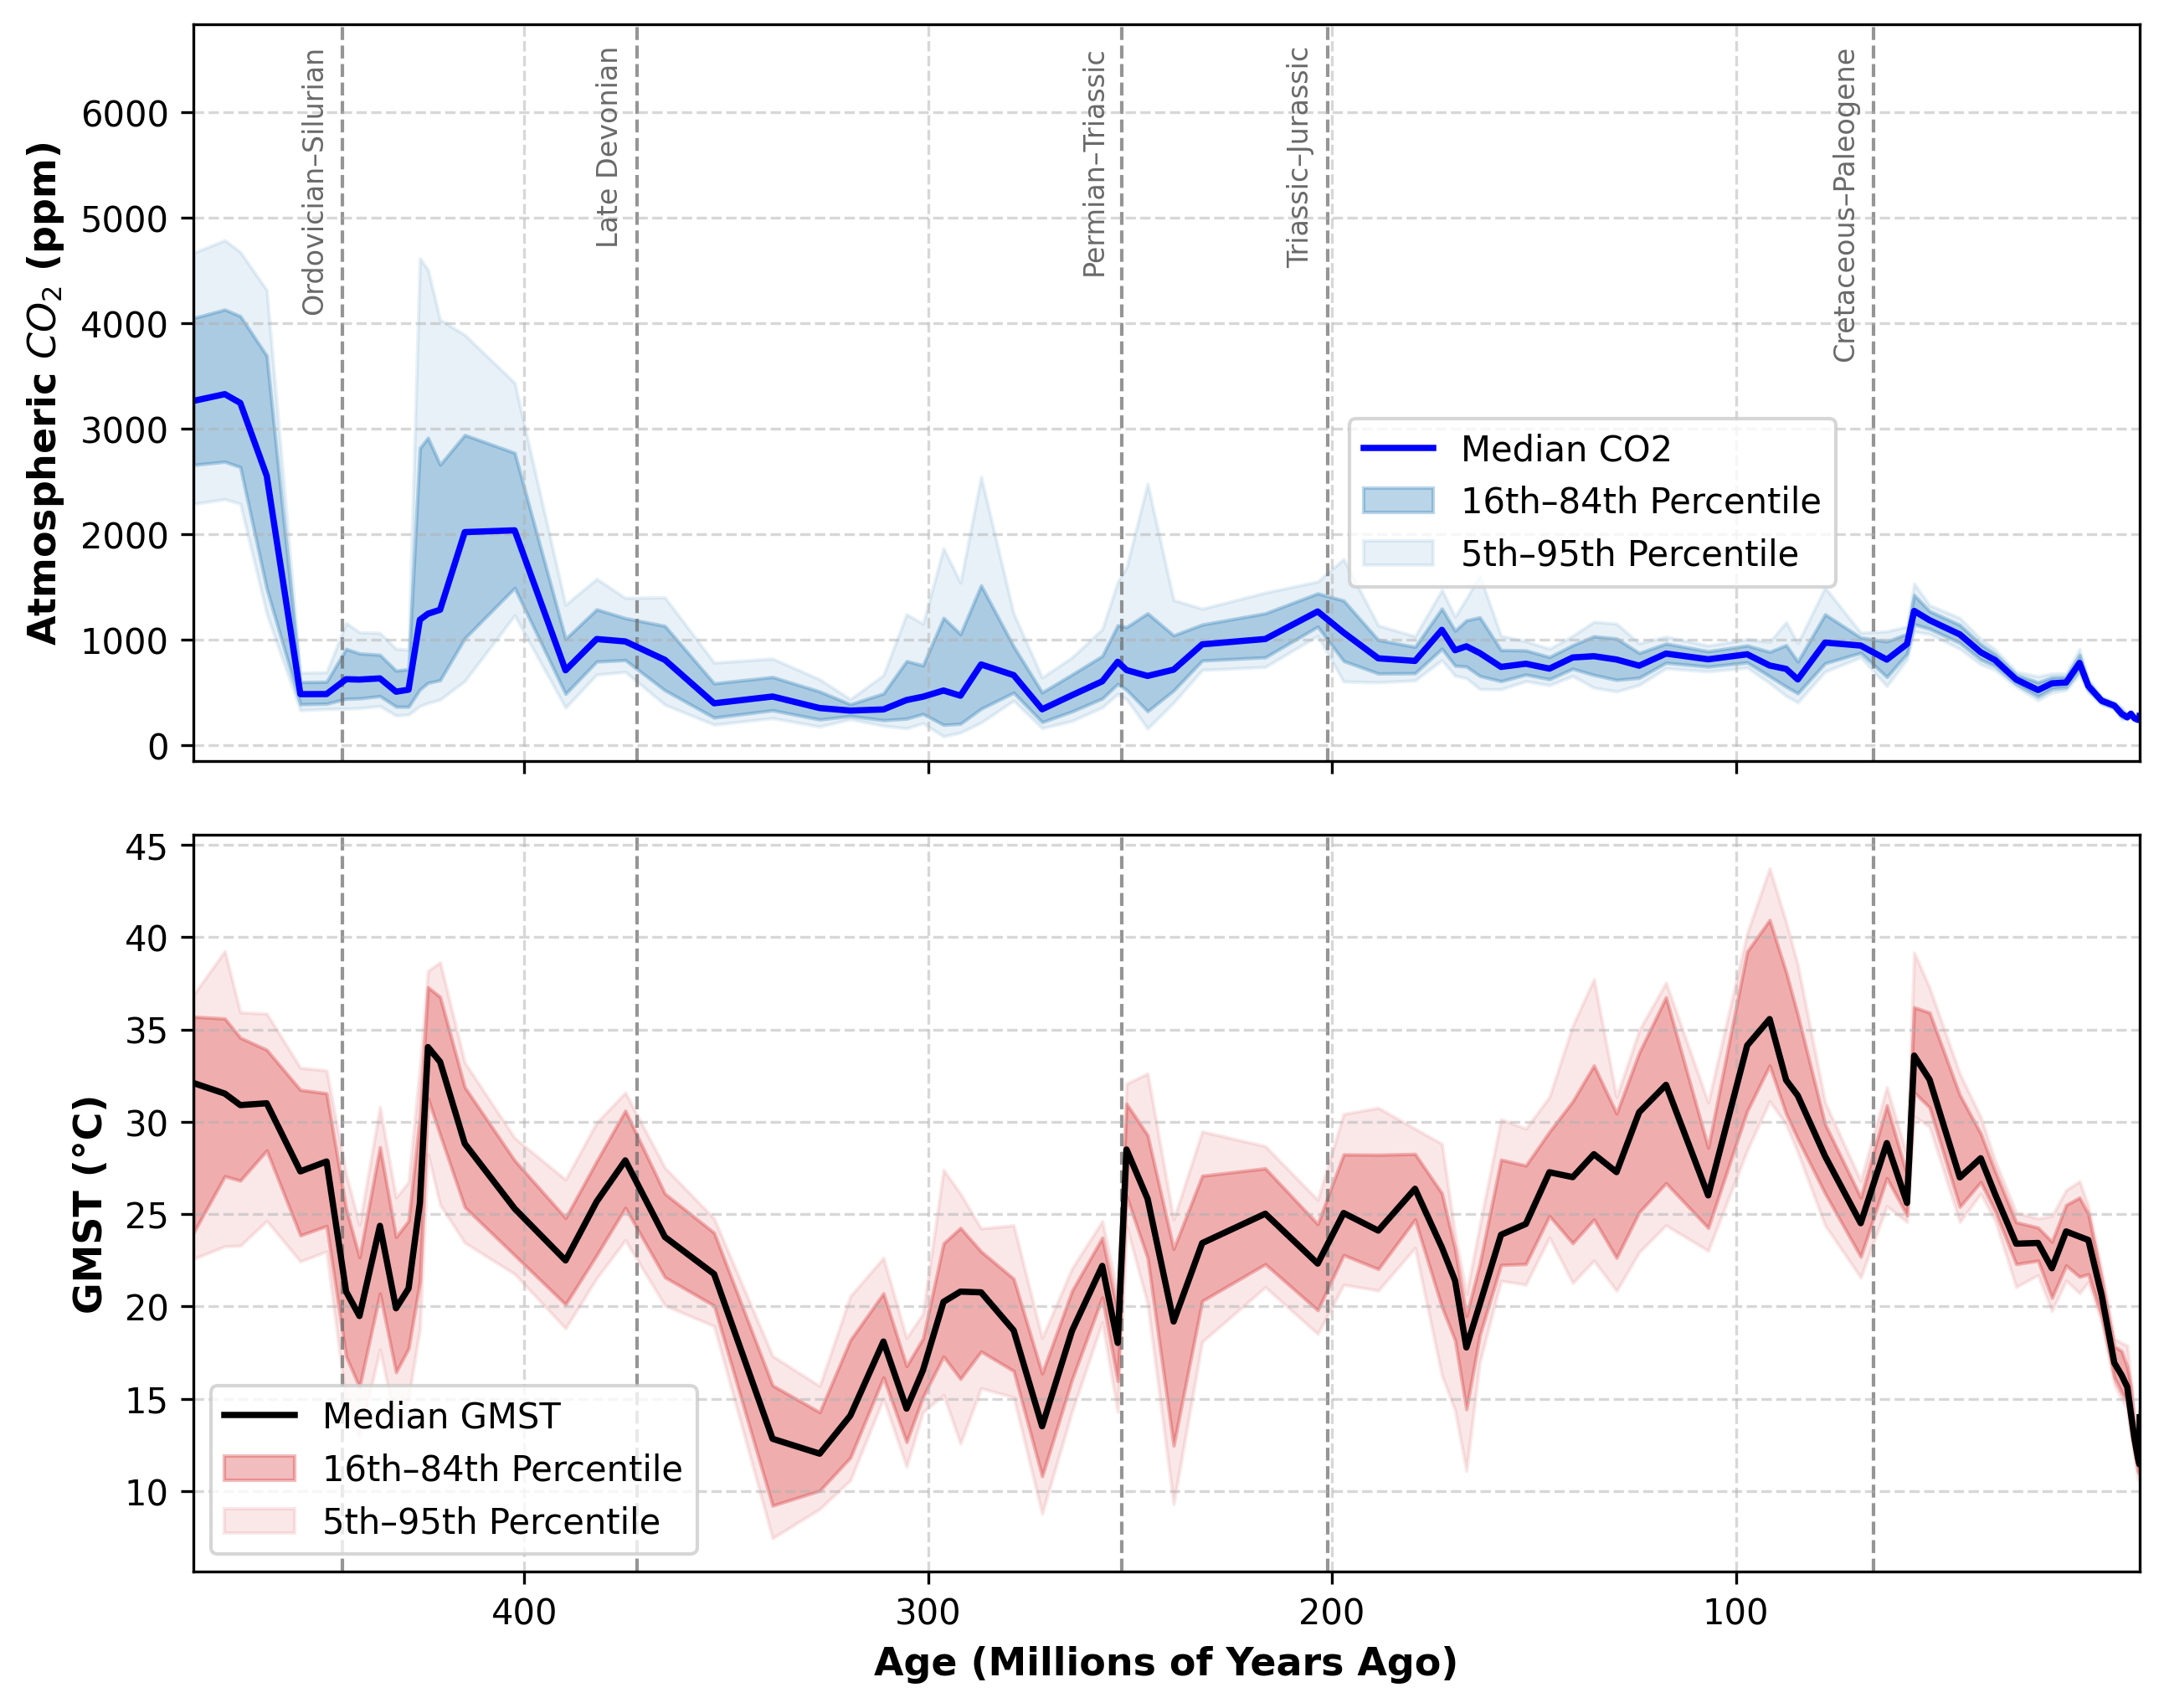 Atmospheric CO₂ (ppm)
6000
5000
4000
3000
2000
1000
0
Ordovician–Silurian
Late Devonian
Permian–Triassic
Triassic–Jurassic
Cretaceous–Paleogene
Median CO2
16th–84th Percentile
5th–95th Percentile
GMST (°C)
45
40
35
30
25
20
15
10
Median GMST
16th–84th Percentile
5th–95th Percentile
400
300
200
100
Age (Millions of Years Ago)